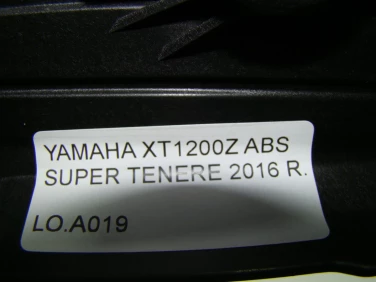 YAMAHA XT1200Z ABS
SUPER TENERE 2016 R.
LO.A019